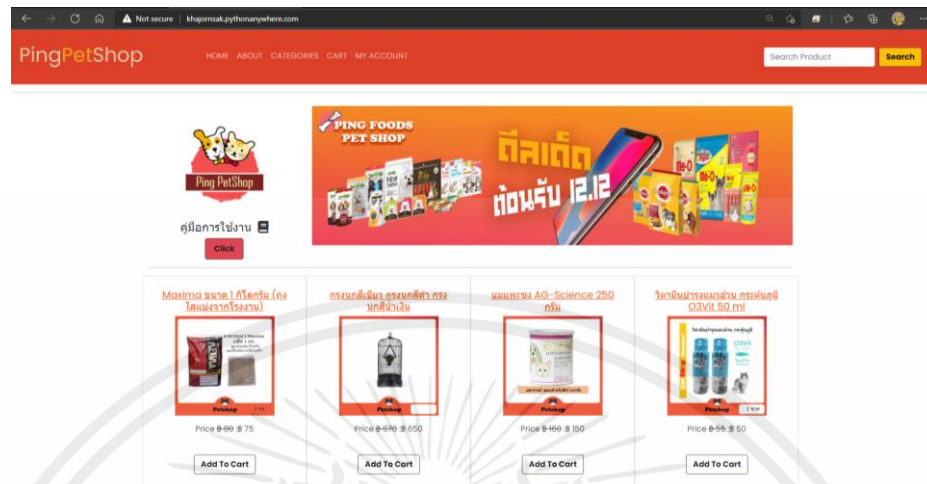 Not secure | khajornsak.pythonanywhere.com
PingPetShop
HOME ABOUT CATEGORIES CART MY ACCOUNT
Search Product
Search
Ping PetShop
PING FOODS
PET SHOP
ดีลเด็ด
ต้อนรับ 12.12
คู่มือการใช้งาน
Click
Maxima ขนาด 1 กิโลกรัม (ถุง
ใสแบ่งจากโรงงาน)
กรงนกสีเขียว กรงนกสีดำ กรง
นกสีน้ำเงิน
นมแพะชง AG-Science 250
กรัม
วิตามินบำรุงแมวอ้วน กระตุ้นภูมิ
O3Vit 50 ml
Petshop
Petshop
Petshop
Petshop
Price ฿ 80 ฿ 75
Price ฿ 670 ฿ 650
Price ฿ 160 ฿ 150
Price ฿ 55 ฿ 50
Add To Cart
Add To Cart
Add To Cart
Add To Cart